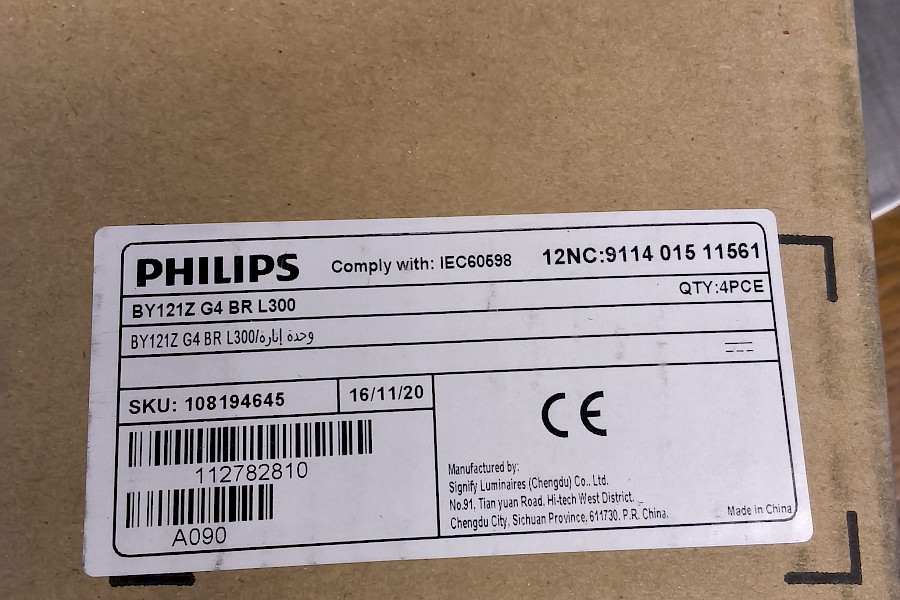 PHILIPS Comply with: IEC60598 12NC:9114 015 11561
BY121Z G4 BR L300 QTY:4PCE
BY121Z G4 BR L300/وحدة إنارة
SKU: 108194645 16/11/20
112782810
A090
CE
Manufactured by:
Signify Luminaires (Chengdu) Co., Ltd.
No.91, Tian yuan Road. Hi-tech West District.
Chengdu City. Sichuan Province, 611730. P.R. China.
Made in China